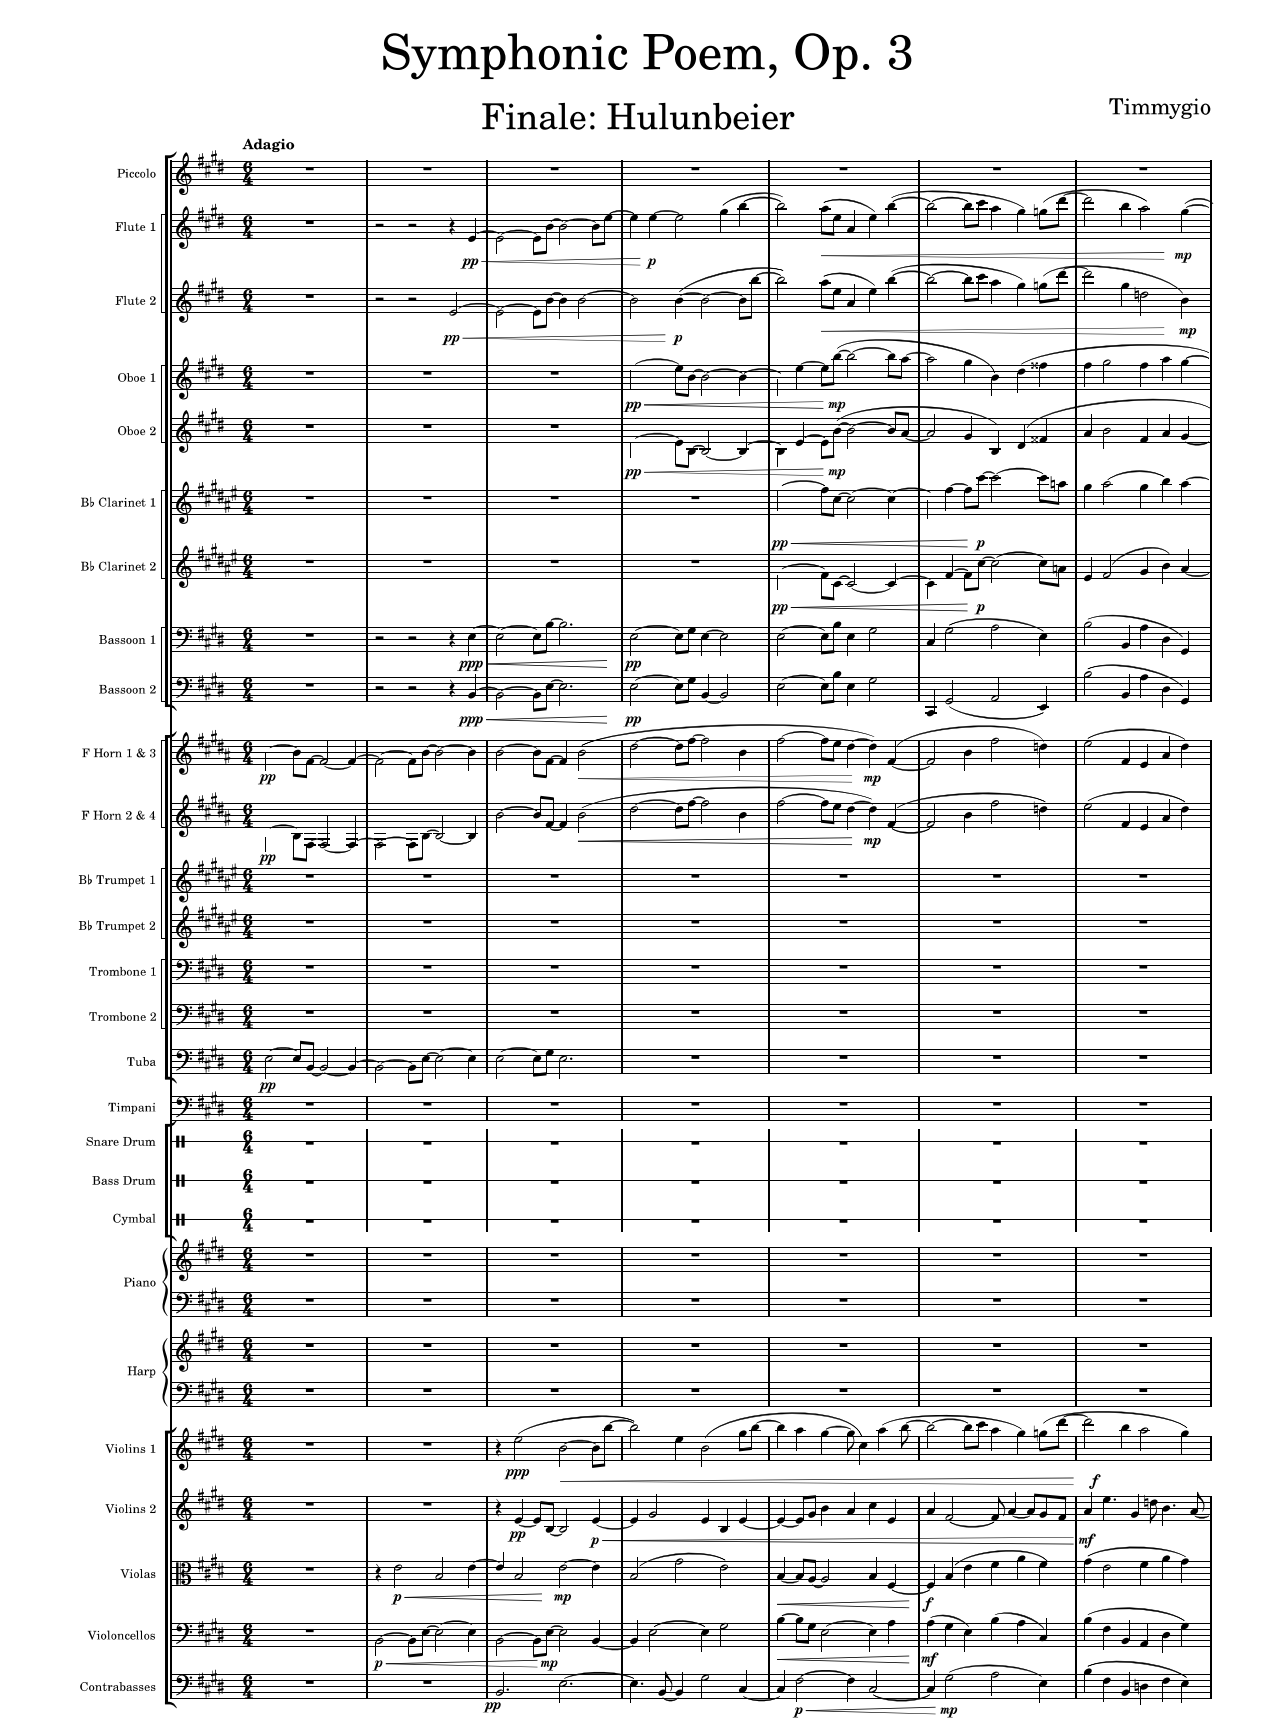 Symphonic Poem, Op. 3
Finale: Hulunbeier
Timmygio
Adagio
Piccolo
Flute 1
pp p mp
Flute 2
pp p mp
Oboe 1
pp mp
Oboe 2
pp mp
B♭ Clarinet 1
pp p
B♭ Clarinet 2
pp p
Bassoon 1
ppp pp
Bassoon 2
ppp pp
F Horn 1 & 3
pp mp
F Horn 2 & 4
pp mp
B♭ Trumpet 1
B♭ Trumpet 2
Trombone 1
Trombone 2
Tuba
pp
Timpani
Snare Drum
Bass Drum
Cymbal
Piano
Harp
Violins 1
ppp f
Violins 2
pp p mf
Violas
p mp f
Violoncellos
p mp mf
Contrabasses
pp p mp